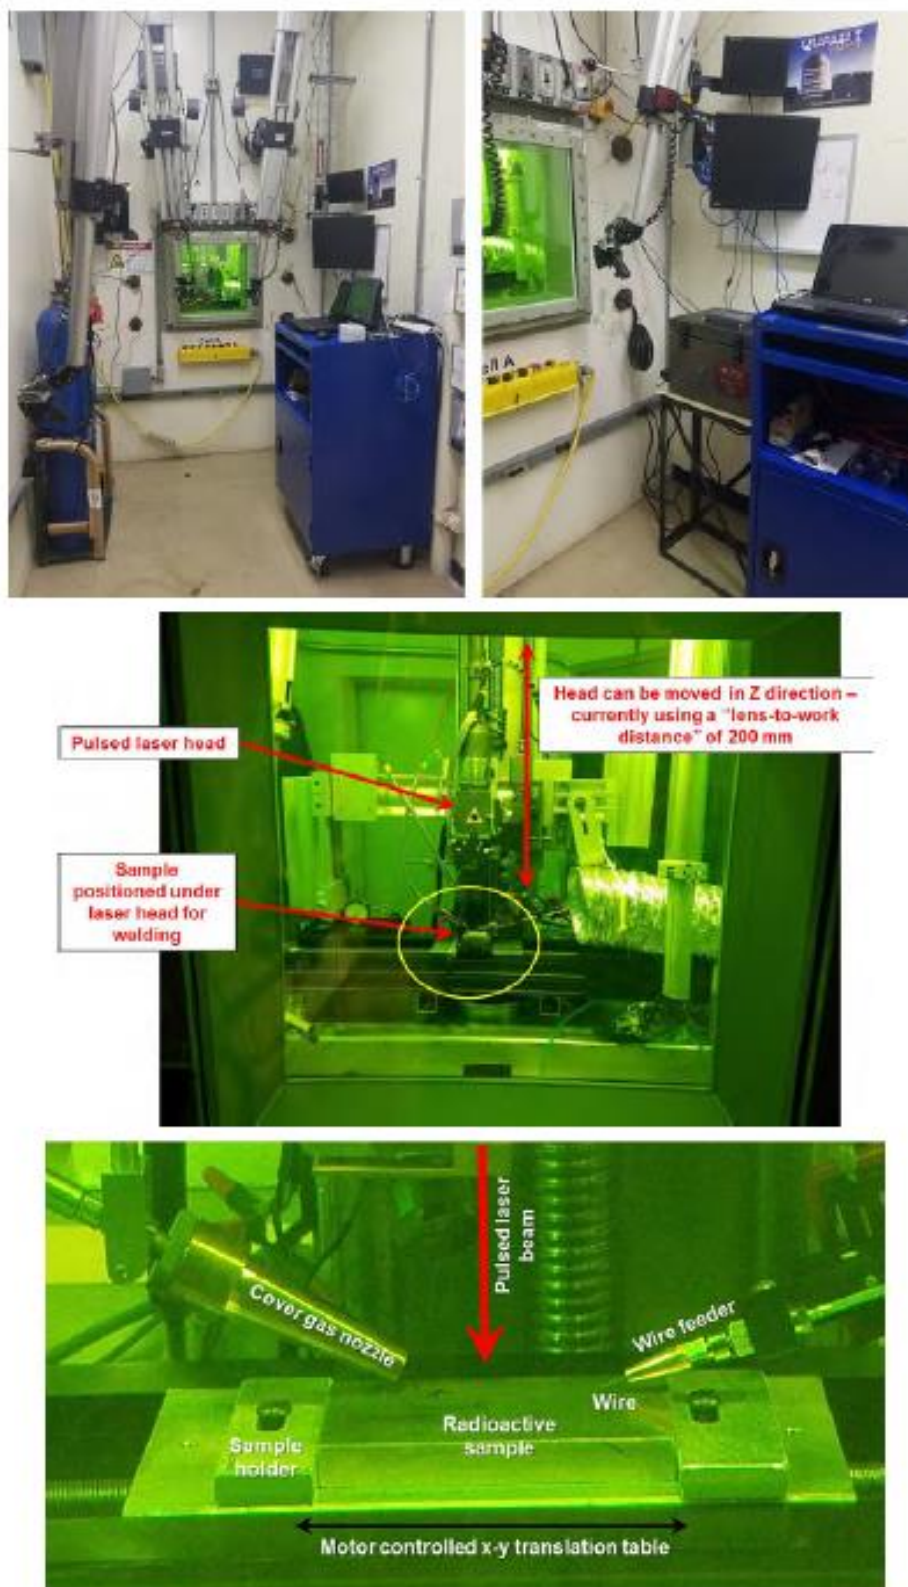 Pulsed laser head
Head can be moved in Z direction –
currently using a "lens-to-work
distance" of 200 mm
Sample
positioned under
laser head for
welding
Pulsed laser
beam
Cover gas nozzle
Wire feeder
Wire
Radioactive
sample
Sample
holder
Motor controlled x-y translation table